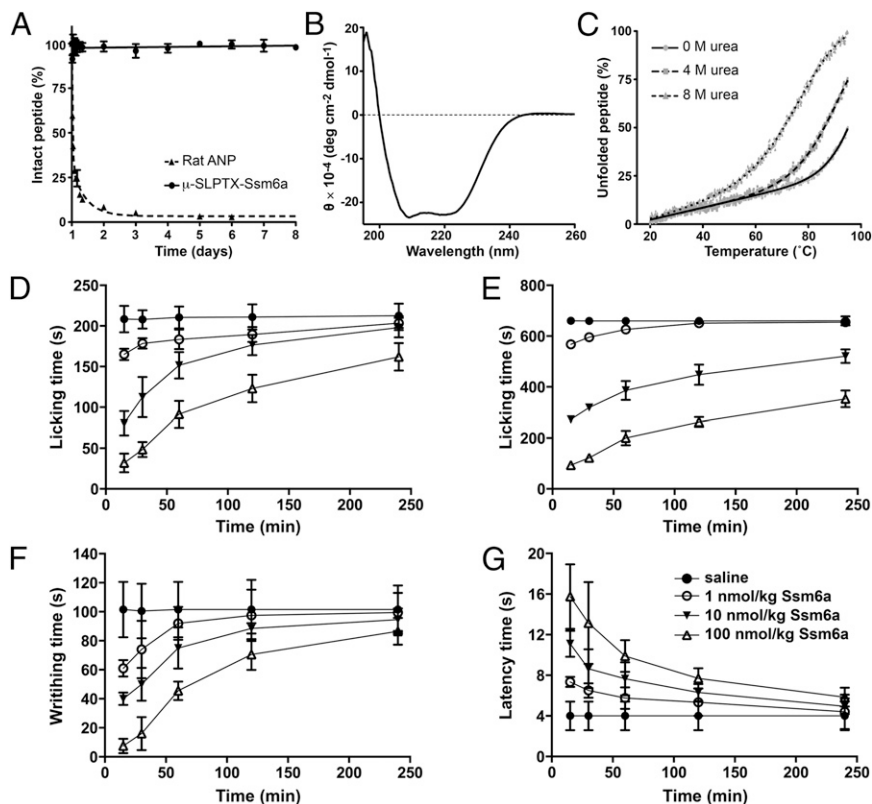 A
Intact peptide (%)
100
75
50
25
0
Rat ANP
μ-SLPTX-Ssm6a
1 2 3 4 5 6 7 8
Time (days)
B
θ × 10-4 (deg cm-2 dmol-1)
20
10
0
-10
-20
200 220 240 260
Wavelength (nm)
C
Unfolded peptide (%)
100
75
50
25
0
0 M urea
4 M urea
8 M urea
20 40 60 80 100
Temperature (˚C)
D
Licking time (s)
250
200
150
100
50
0
0 50 100 150 200 250
Time (min)
E
Licking time (s)
800
600
400
200
0
0 50 100 150 200 250
Time (min)
F
Writihing time (s)
140
120
100
80
60
40
20
0
0 50 100 150 200 250
Time (min)
G
Latency time (s)
20
16
12
8
4
0
saline
1 nmol/kg Ssm6a
10 nmol/kg Ssm6a
100 nmol/kg Ssm6a
0 50 100 150 200 250
Time (min)